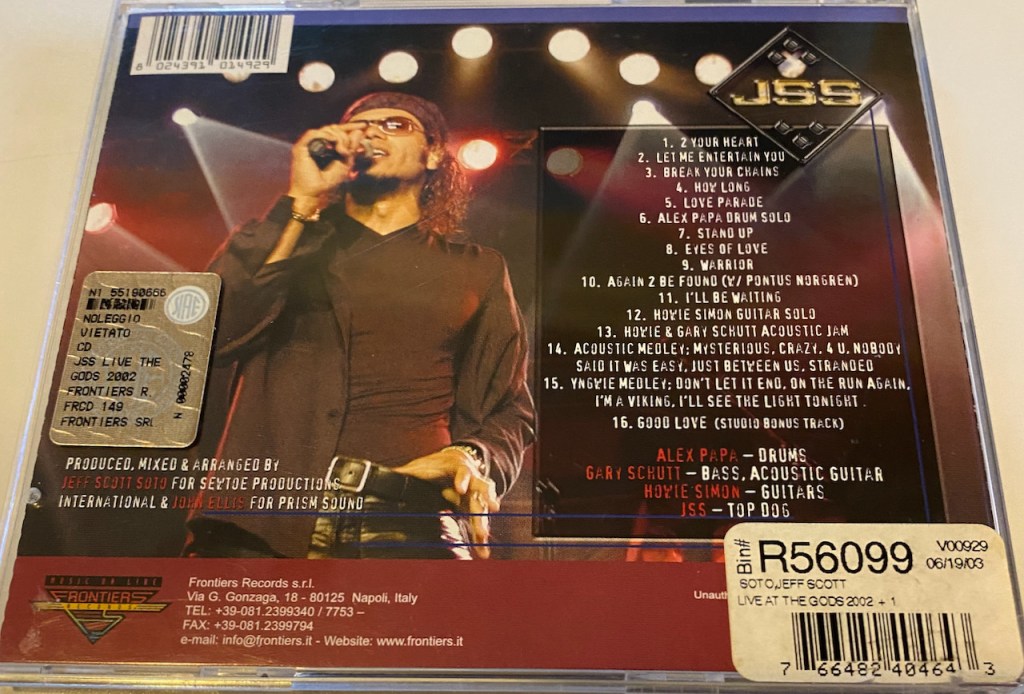 8 024391 014929
JSS
1. 2 YOUR HEART
2. LET ME ENTERTAIN YOU
3. BREAK YOUR CHAINS
4. HOW LONG
5. LOVE PARADE
6. ALEX PAPA DRUM SOLO
7. STAND UP
8. EYES OF LOVE
9. WARRIOR
10. AGAIN 2 BE FOUND (W/ PONTUS NORGREN)
11. I'LL BE WAITING
12. HOWIE SIMON GUITAR SOLO
13. HOWIE & GARY SCHUTT ACOUSTIC JAM
14. ACOUSTIC MEDLEY; MYSTERIOUS, CRAZY, 4 U, NOBODY
SAID IT WAS EASY, JUST BETWEEN US, STRANDED
15. YNGWIE MEDLEY; DON'T LET IT END, ON THE RUN AGAIN,
I'M A VIKING, I'LL SEE THE LIGHT TONIGHT.
16. GOOD LOVE (STUDIO BONUS TRACK)
ALEX PAPA – DRUMS
GARY SCHUTT – BASS, ACOUSTIC GUITAR
HOWIE SIMON – GUITARS
JSS – TOP DOG
N1 55190666
NOLEGGIO
VIETATO
CD
JSS LIVE THE
GODS 2002
FRONTIERS R.
FRCD 149
FRONTIERS SRL
N 00002478
PRODUCED, MIXED & ARRANGED BY
JEFF SCOTT SOTO FOR SEKTOE PRODUCTIONS
INTERNATIONAL & JOHN ELLIS FOR PRISM SOUND
MUSIC ON LINE
FRONTIERS
RECORDS
Frontiers Records s.r.l.
Via G. Gonzaga, 18 - 80125 Napoli, Italy
TEL: +39-081.2399340 / 7753 –
FAX: +39-081.2399794
e-mail: info@frontiers.it - Website: www.frontiers.it
Bin# R56099 V00929
06/19/03
SOTO,JEFF SCOTT
LIVE AT THE GODS 2002 + 1
7 66482 40464 3